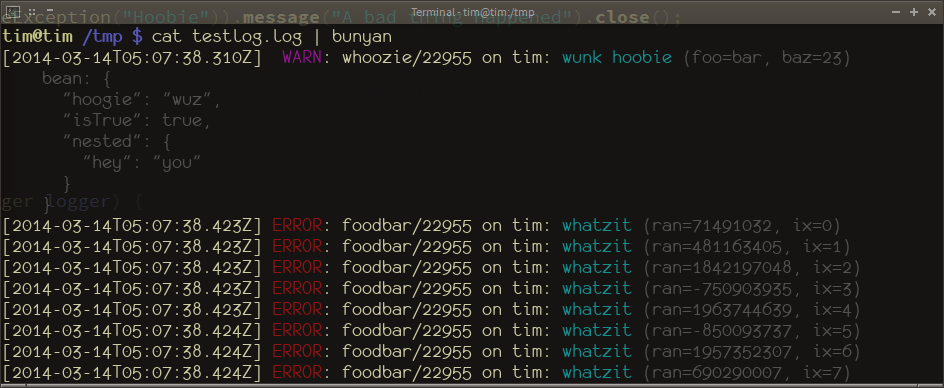 Terminal - tim@tim:/tmp
etException("Hoobie")).message("A bad thing happened").close();
tim@tim /tmp $ cat testlog.log | bunyan
[2014-03-14T05:07:38.310Z]  WARN: whoozie/22955 on tim: wunk hoobie (foo=bar, baz=23)
    bean: {
      "hoogie": "wuz",
      "isTrue": true,
      "nested": {
        "hey": "you"
      }
ger logger) {
    }
[2014-03-14T05:07:38.423Z] ERROR: foodbar/22955 on tim: whatzit (ran=71491032, ix=0)
[2014-03-14T05:07:38.423Z] ERROR: foodbar/22955 on tim: whatzit (ran=481163405, ix=1)
[2014-03-14T05:07:38.423Z] ERROR: foodbar/22955 on tim: whatzit (ran=1842197048, ix=2)
[2014-03-14T05:07:38.423Z] ERROR: foodbar/22955 on tim: whatzit (ran=-750903935, ix=3)
[2014-03-14T05:07:38.423Z] ERROR: foodbar/22955 on tim: whatzit (ran=1963744639, ix=4)
[2014-03-14T05:07:38.424Z] ERROR: foodbar/22955 on tim: whatzit (ran=-850093737, ix=5)
[2014-03-14T05:07:38.424Z] ERROR: foodbar/22955 on tim: whatzit (ran=1957352307, ix=6)
[2014-03-14T05:07:38.424Z] ERROR: foodbar/22955 on tim: whatzit (ran=690290007, ix=7)